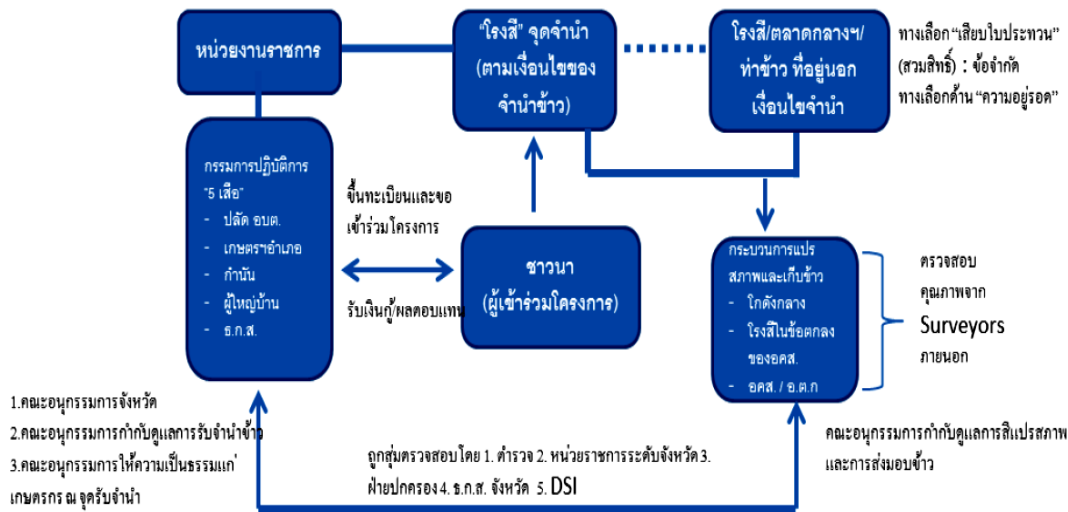 หน่วยงานราชการ
“โรงสี” จุดจำนำ
(ตามเงื่อนไขของ
จำนำข้าว)
โรงสี/ตลาดกลางฯ/
ท่าข้าว ที่อยู่นอก
เงื่อนไขจำนำ
ทางเลือก “เสียบใบประทวน”
(สวมสิทธิ์) : ข้อจำกัด
ทางเลือกด้าน “ความอยู่รอด”
กรรมการปฏิบัติการ
“5 เสือ”
- ปลัด อบต.
- เกษตรฯอำเภอ
- กำนัน
- ผู้ใหญ่บ้าน
- ธ.ก.ส.
ขึ้นทะเบียนและขอ
เข้าร่วมโครงการ
รับเงินกู้/ผลตอบแทน
ชาวนา
(ผู้เข้าร่วมโครงการ)
กระบวนการแปร
สภาพและเก็บข้าว
- โกดังกลาง
- โรงสีในข้อตกลง
ของอคส.
- อคส. / อ.ต.ก
ตรวจสอบ
คุณภาพจาก
Surveyors
ภายนอก
1.คณะอนุกรรมการจังหวัด
2.คณะอนุกรรมการกำกับดูแลการรับจำนำข้าว
3.คณะอนุกรรมการให้ความเป็นธรรมแก่
เกษตรกร ณ จุดรับจำนำ
ถูกสุ่มตรวจสอบโดย 1. ตำรวจ 2. หน่วยราชการระดับจังหวัด 3.
ฝ่ายปกครอง 4. ธ.ก.ส. จังหวัด 5. DSI
คณะอนุกรรมการกำกับดูแลการสีแปรสภาพ
และการส่งมอบข้าว